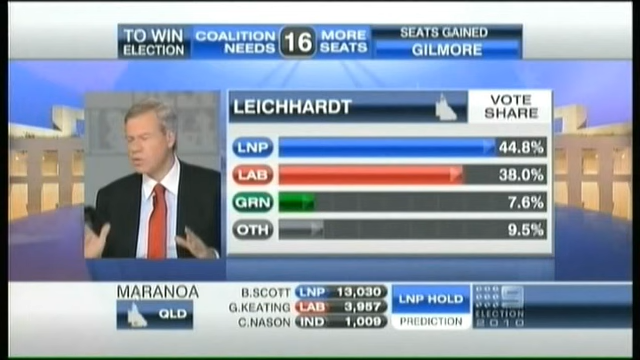 TO WIN
ELECTION
COALITION
NEEDS
16
MORE
SEATS
SEATS GAINED
GILMORE
LEICHHARDT
VOTE
SHARE
LNP 44.8%
LAB 38.0%
GRN 7.6%
OTH 9.5%
MARANOA
QLD
B.SCOTT LNP 13,030
G.KEATING LAB 3,957
C.NASON IND 1,009
LNP HOLD
PREDICTION
9
ELECTION
2010